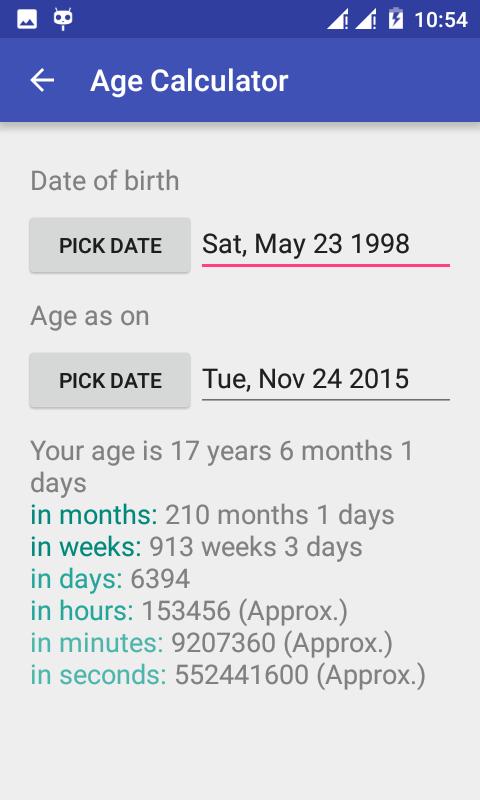 10:54
Age Calculator
Date of birth
PICK DATE Sat, May 23 1998
Age as on
PICK DATE Tue, Nov 24 2015
Your age is 17 years 6 months 1
days
in months: 210 months 1 days
in weeks: 913 weeks 3 days
in days: 6394
in hours: 153456 (Approx.)
in minutes: 9207360 (Approx.)
in seconds: 552441600 (Approx.)